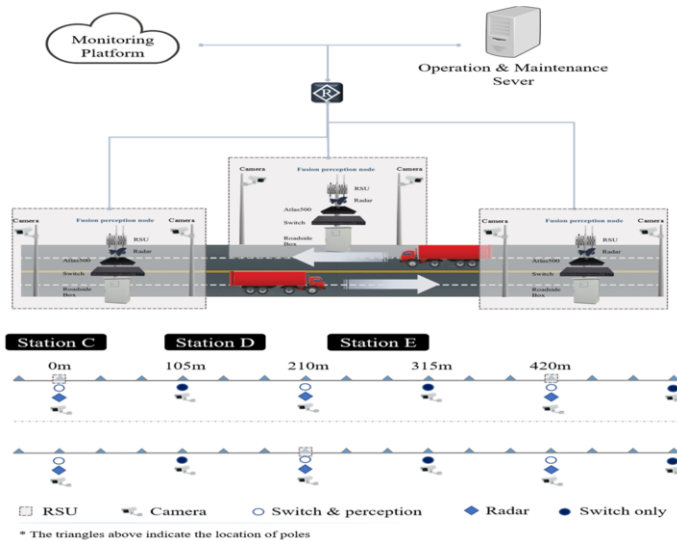 Monitoring
Platform
Operation & Maintenance
Sever
R
Camera
Fusion perception node
Camera
RSU
Radar
Atlas500
Switch
Roadside
Box
Camera
Fusion perception node
Camera
RSU
Radar
Atlas500
Switch
Roadside
Box
Camera
Fusion perception node
Camera
RSU
Radar
Atlas500
Switch
Roadside
Box
Station C
Station D
Station E
0m 105m 210m 315m 420m
RSU Camera Switch & perception Radar Switch only
* The triangles above indicate the location of poles